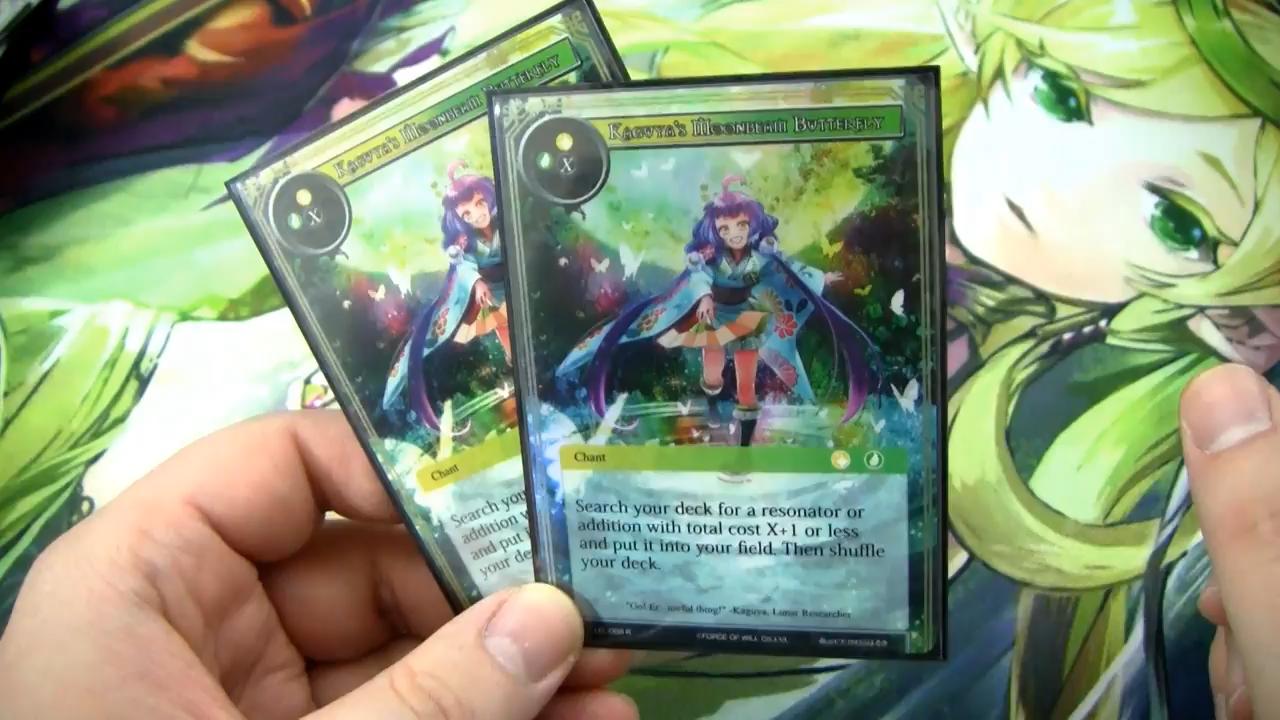 Kaguya's Moonbeam Butterfly
X
Chant
Search you
addition
and put
your de
Kaguya's Moonbeam Butterfly
X
Chant
Search your deck for a resonator or
addition with total cost X+1 or less
and put it into your field. Then shuffle
your deck.
"Go! Er...useful thing!" -Kaguya, Lunar Researcher
©FORCE OF WILL